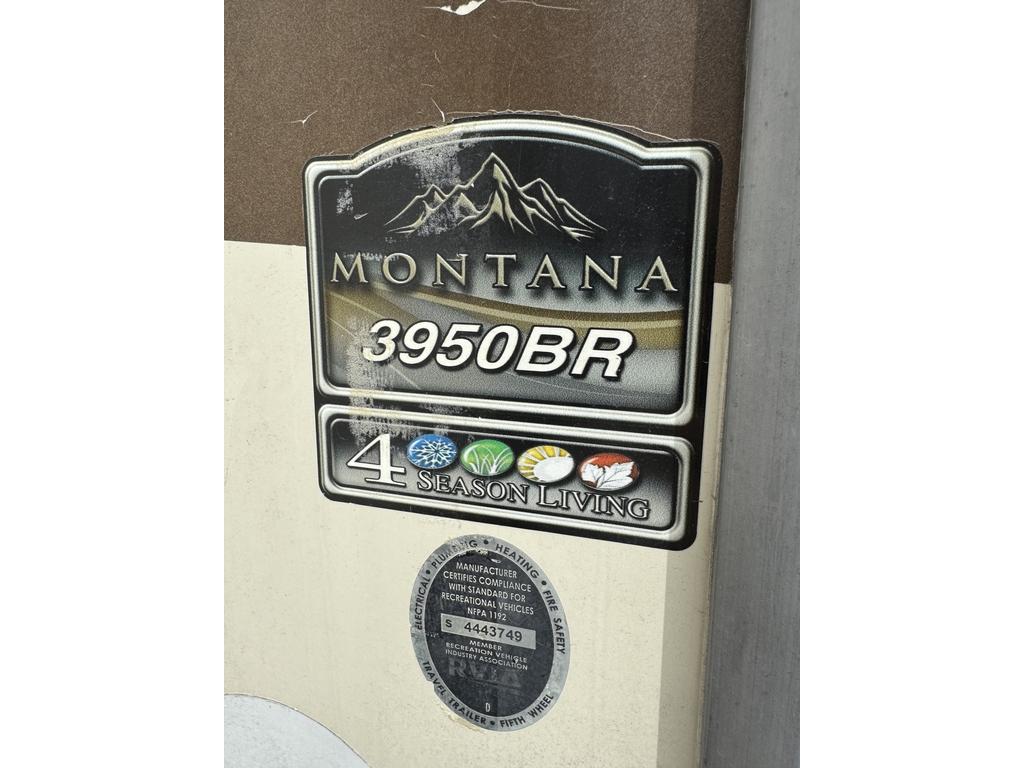 MONTANA
3950BR
4 SEASON LIVING
ELECTRICAL • PLUMBING • HEATING • FIRE SAFETY
MANUFACTURER
CERTIFIES COMPLIANCE
WITH STANDARD FOR
RECREATIONAL VEHICLES
NFPA 1192
S 4443749
MEMBER
RECREATION VEHICLE
INDUSTRY ASSOCIATION
RVIA
D
TRAVEL TRAILER • FIFTH WHEEL